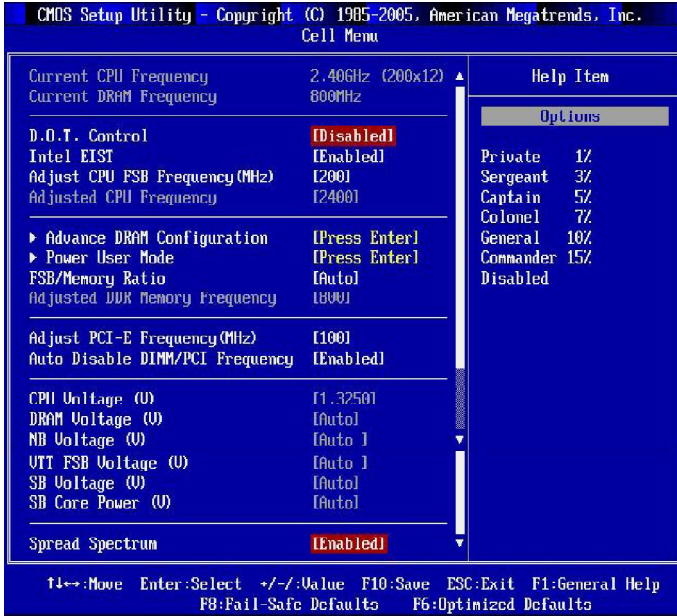 CMOS Setup Utility - Copyright (C) 1985-2005, American Megatrends, Inc.
Cell Menu
Current CPU Frequency 2.40GHz (200x12)
Current DRAM Frequency 800MHz
D.O.T. Control [Disabled]
Intel EIST [Enabled]
Adjust CPU FSB Frequency(MHz) [200]
Adjusted CPU Frequency [2400]
▶ Advance DRAM Configuration [Press Enter]
▶ Power User Mode [Press Enter]
FSB/Memory Ratio [Auto]
Adjusted DDR Memory Frequency [800]
Adjust PCI-E Frequency(MHz) [100]
Auto Disable DIMM/PCI Frequency [Enabled]
CPU Voltage (V) [1.3250]
DRAM Voltage (V) [Auto]
NB Voltage (V) [Auto ]
VTT FSB Voltage (V) [Auto ]
SB Voltage (V) [Auto]
SB Core Power (V) [Auto]
Spread Spectrum [Enabled]
Help Item
Options
Private 1%
Sergeant 3%
Captain 5%
Colonel 7%
General 10%
Commander 15%
Disabled
↑↓←→:Move Enter:Select +/-/:Value F10:Save ESC:Exit F1:General Help
F8:Fail-Safe Defaults F6:Optimized Defaults